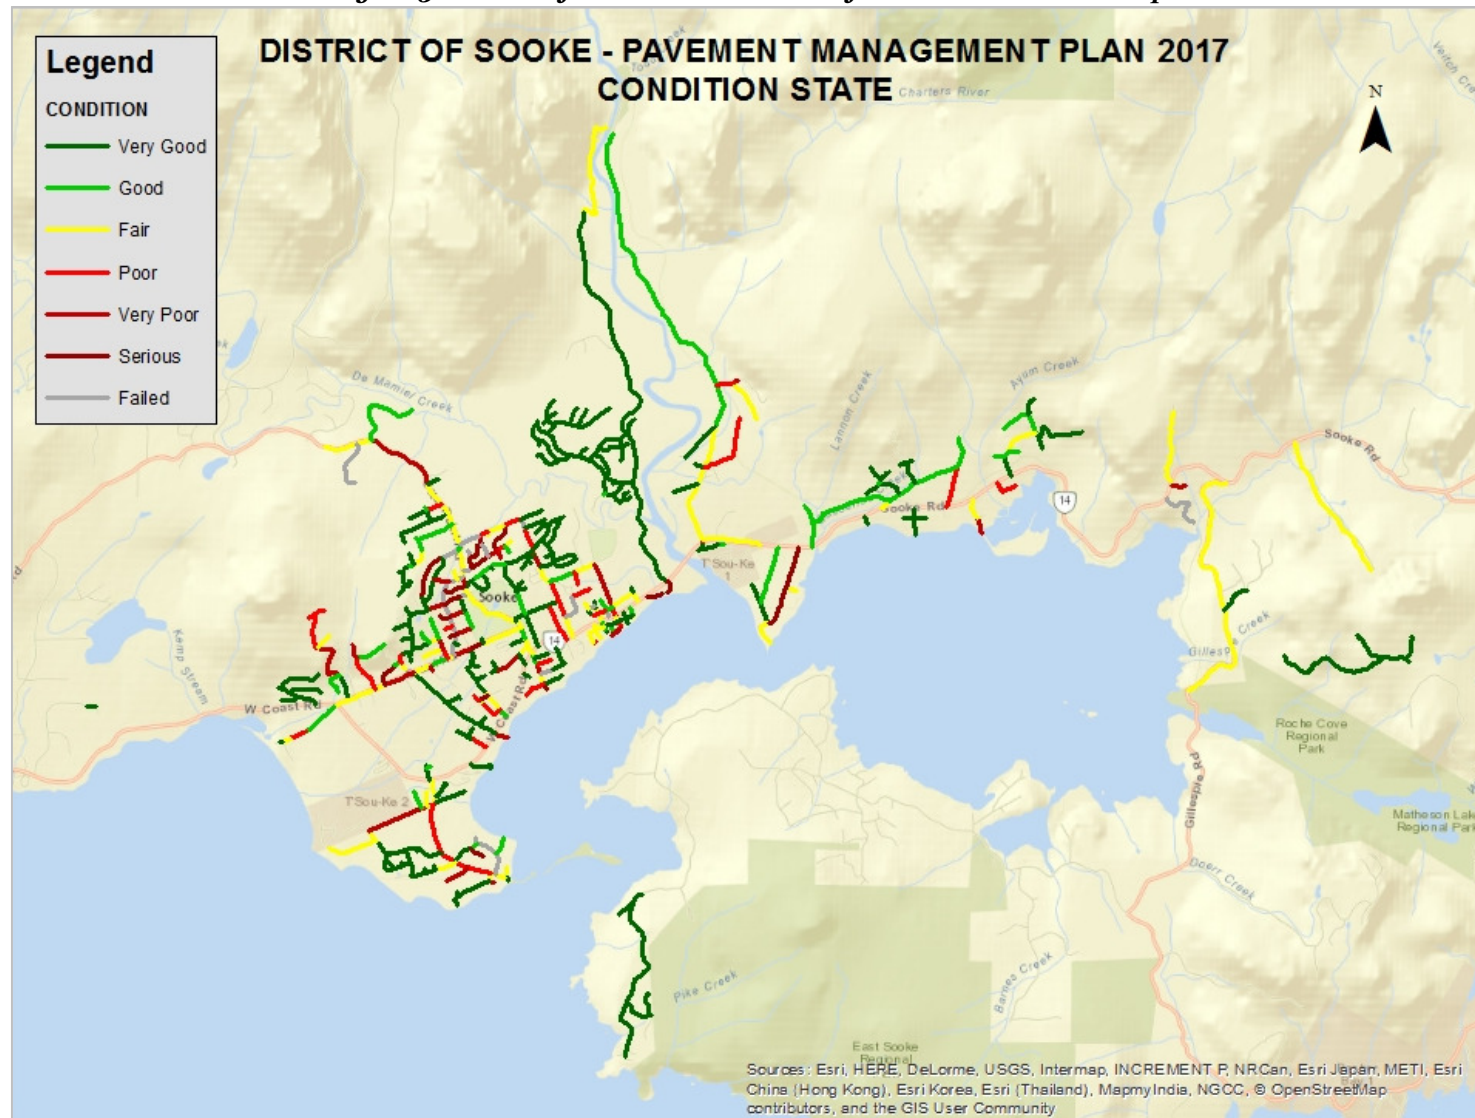 DISTRICT OF SOOKE - PAVEMENT MANAGEMENT PLAN 2017
CONDITION STATE
Legend
CONDITION
Very Good
Good
Fair
Poor
Very Poor
Serious
Failed
N
Charters River
De Mamiel Creek
Lannon Creek
Ayum Creek
Sooke Rd
14
Sooke Rd
T'Sou-Ke
1
Sooke
14
Kemp Stream
W Coast Rd
W Coast Rd
T'Sou-Ke 2
Creek
Roche Cove
Regional
Park
Gillespie Rd
Matheson Lake
Regional Park
Doerr Creek
Pike Creek
Barnes Creek
East Sooke
Regional
Sources: Esri, HERE, DeLorme, USGS, Intermap, INCREMENT P, NRCan, Esri Japan, METI, Esri
China (Hong Kong), Esri Korea, Esri (Thailand), MapmyIndia, NGCC, © OpenStreetMap
contributors, and the GIS User Community